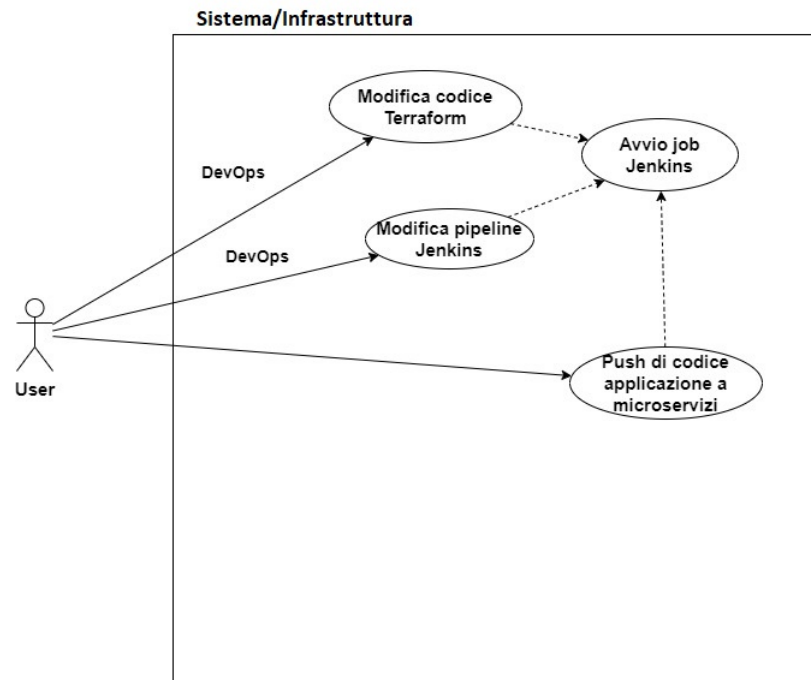 Sistema/Infrastruttura
Modifica codice
Terraform
Avvio job
Jenkins
DevOps
Modifica pipeline
Jenkins
DevOps
User
Push di codice
applicazione a
microservizi